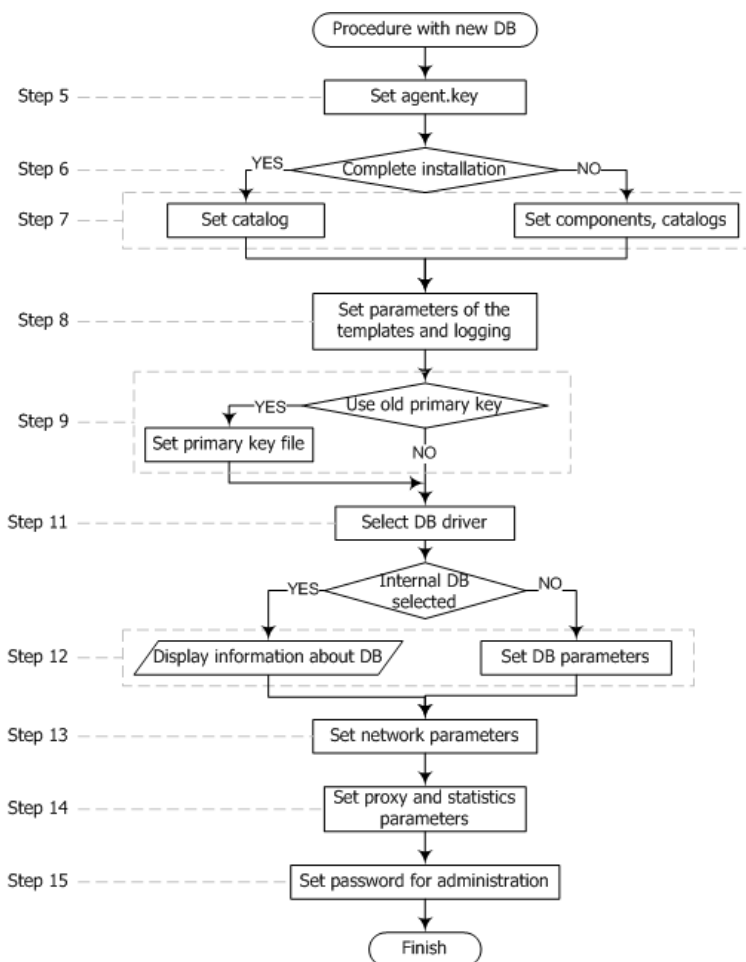 Procedure with new DB
Step 5
Set agent.key
Step 6
YES
Complete installation
NO
Step 7
Set catalog
Set components, catalogs
Step 8
Set parameters of the
templates and logging
Step 9
YES
Use old primary key
Set primary key file
NO
Step 11
Select DB driver
YES
Internal DB
selected
NO
Step 12
Display information about DB
Set DB parameters
Step 13
Set network parameters
Step 14
Set proxy and statistics
parameters
Step 15
Set password for administration
Finish